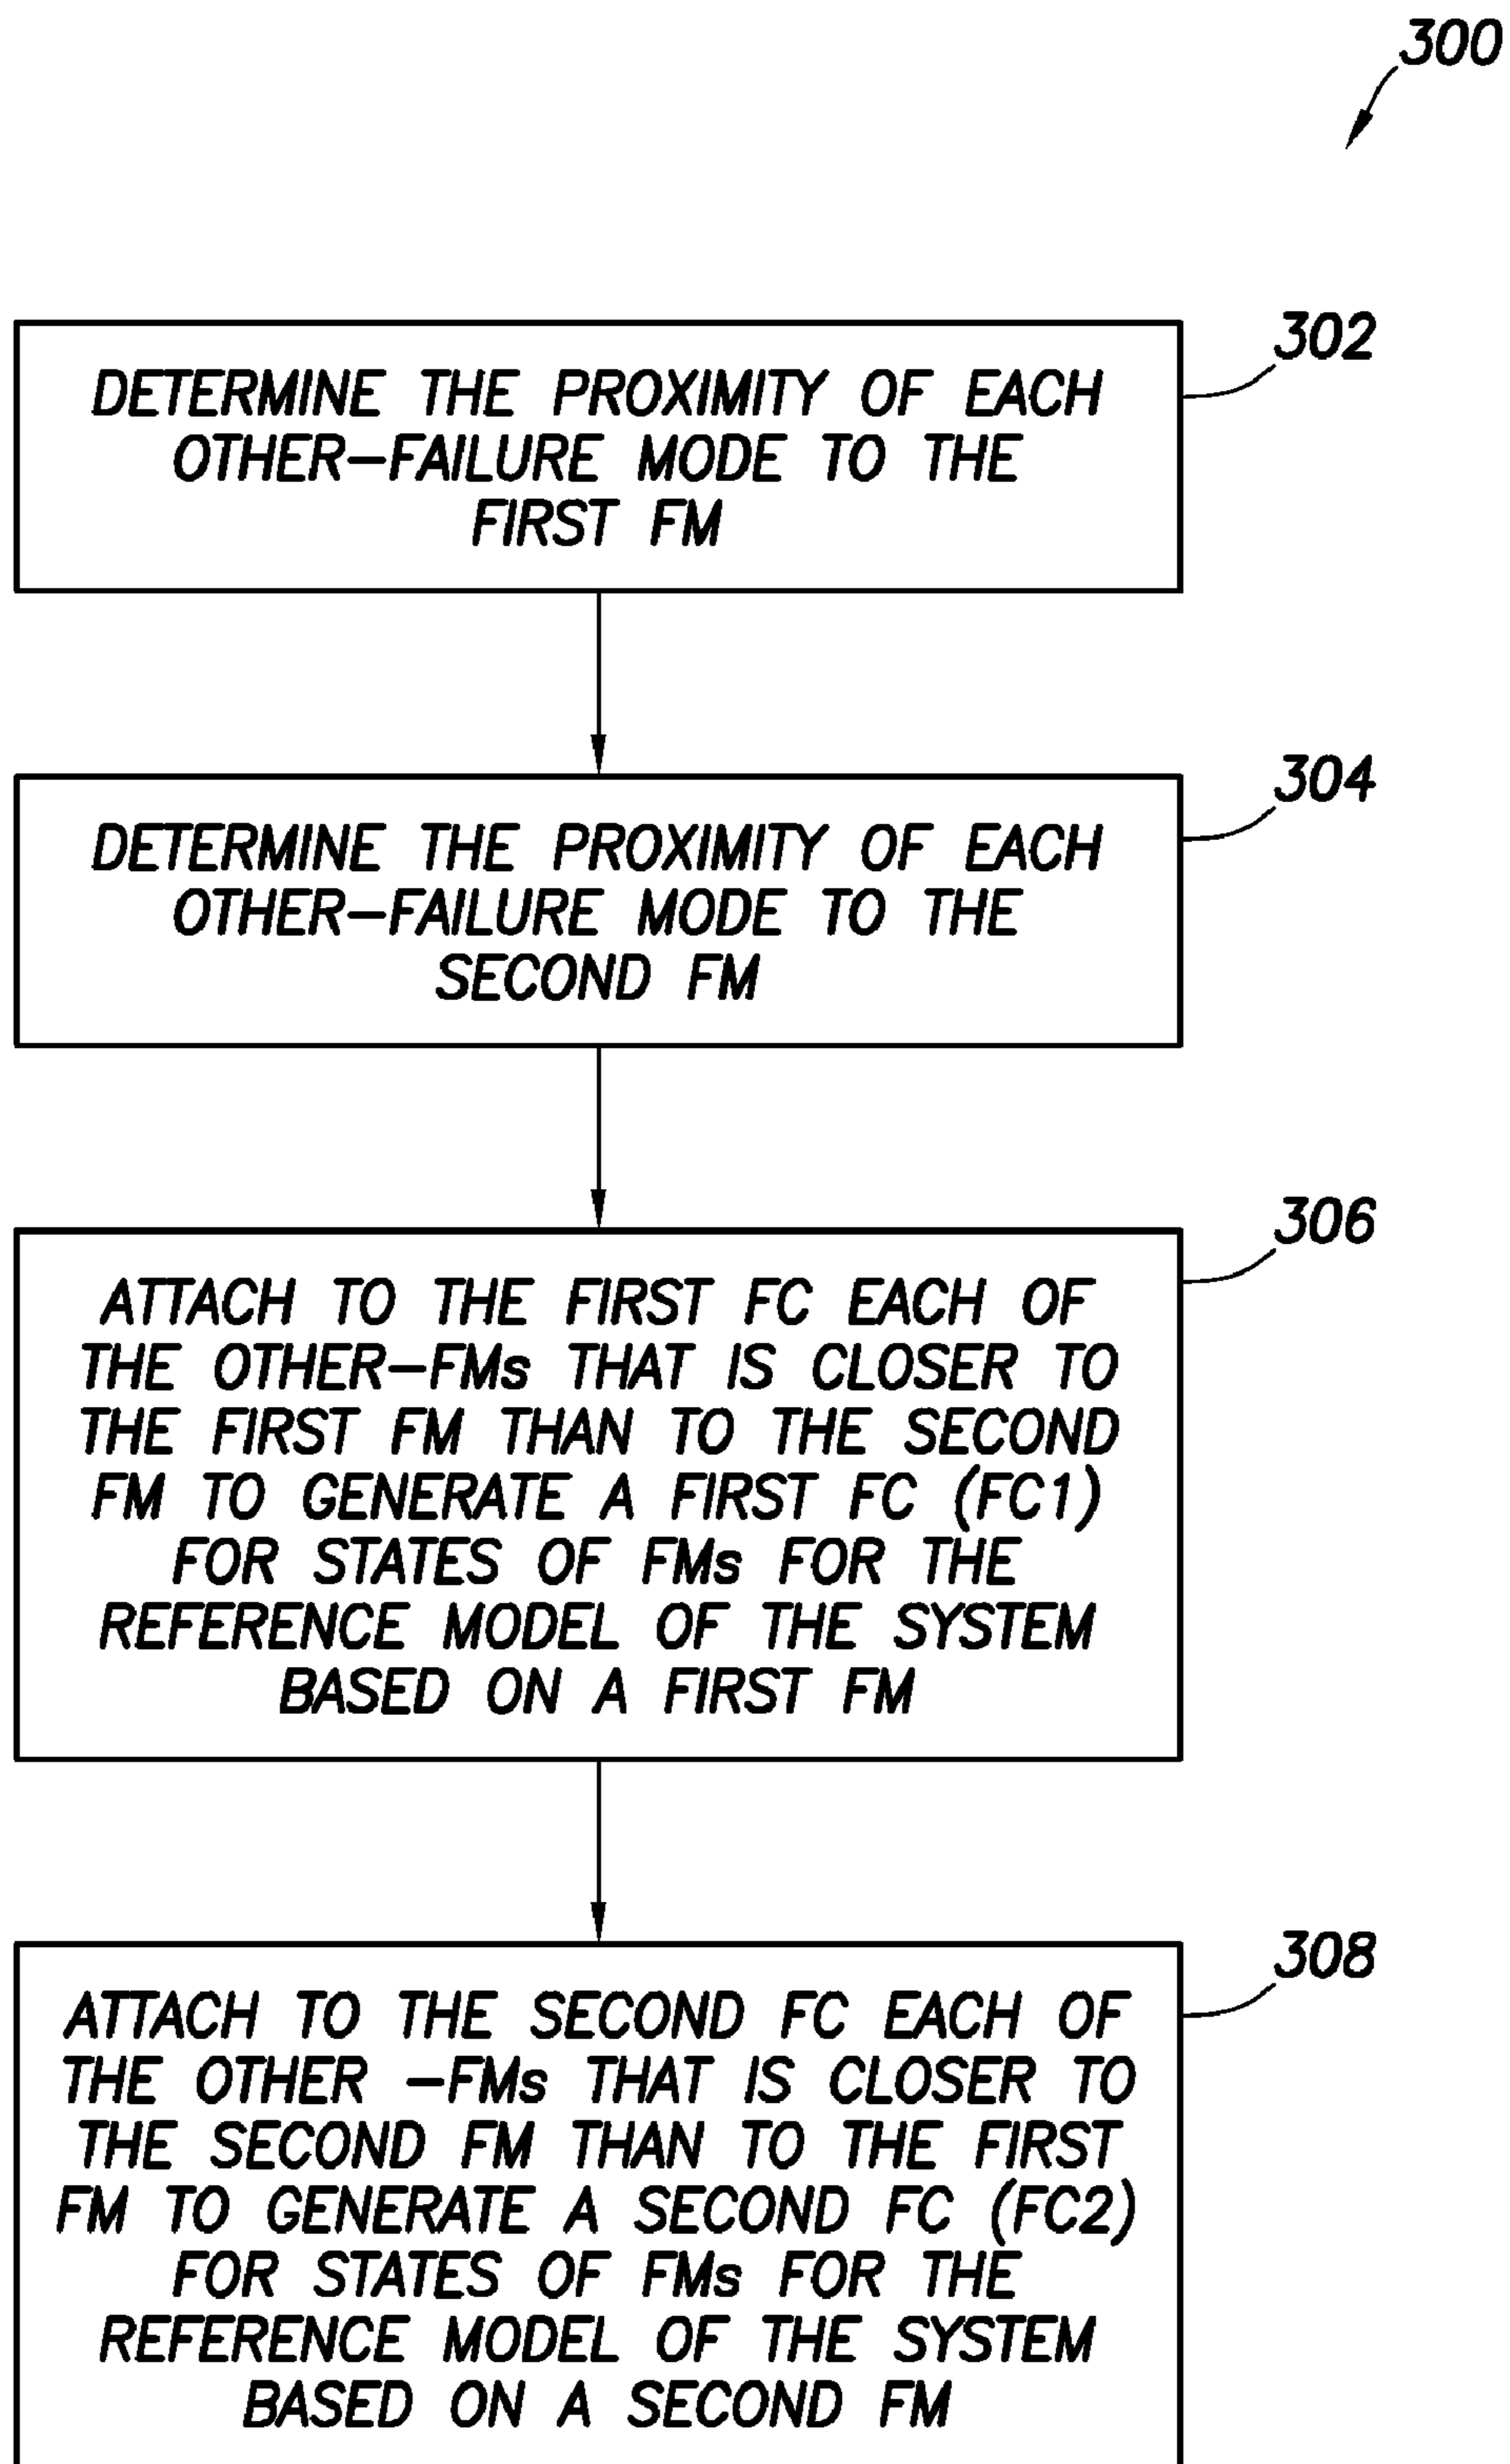 300
302
DETERMINE THE PROXIMITY OF EACH
OTHER-FAILURE MODE TO THE
FIRST FM
304
DETERMINE THE PROXIMITY OF EACH
OTHER-FAILURE MODE TO THE
SECOND FM
306
ATTACH TO THE FIRST FC EACH OF
THE OTHER-FMs THAT IS CLOSER TO
THE FIRST FM THAN TO THE SECOND
FM TO GENERATE A FIRST FC (FC1)
FOR STATES OF FMs FOR THE
REFERENCE MODEL OF THE SYSTEM
BASED ON A FIRST FM
308
ATTACH TO THE SECOND FC EACH OF
THE OTHER -FMs THAT IS CLOSER TO
THE SECOND FM THAN TO THE FIRST
FM TO GENERATE A SECOND FC (FC2)
FOR STATES OF FMs FOR THE
REFERENCE MODEL OF THE SYSTEM
BASED ON A SECOND FM